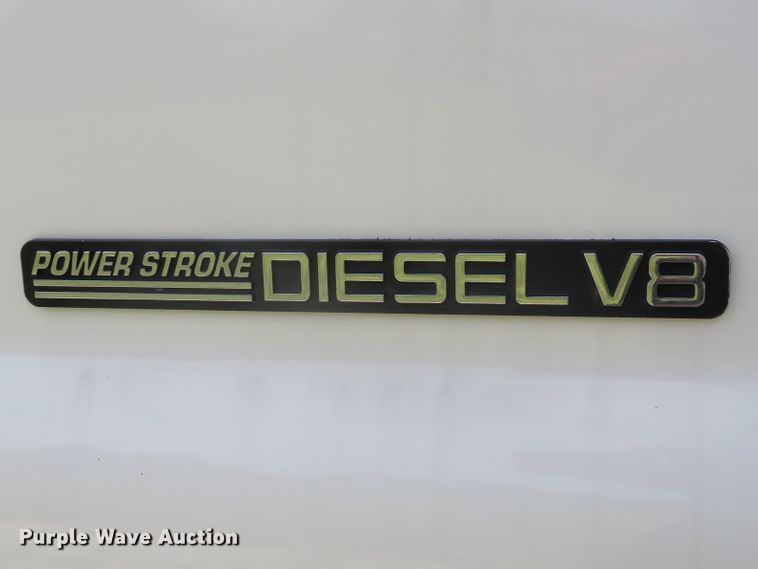 POWER STROKE DIESEL V8
Purple Wave Auction